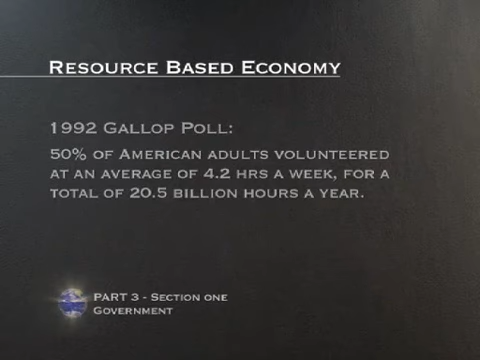 RESOURCE BASED ECONOMY
1992 GALLOP POLL:
50% OF AMERICAN ADULTS VOLUNTEERED
AT AN AVERAGE OF 4.2 HRS A WEEK, FOR A
TOTAL OF 20.5 BILLION HOURS A YEAR.
PART 3 - SECTION ONE
GOVERNMENT